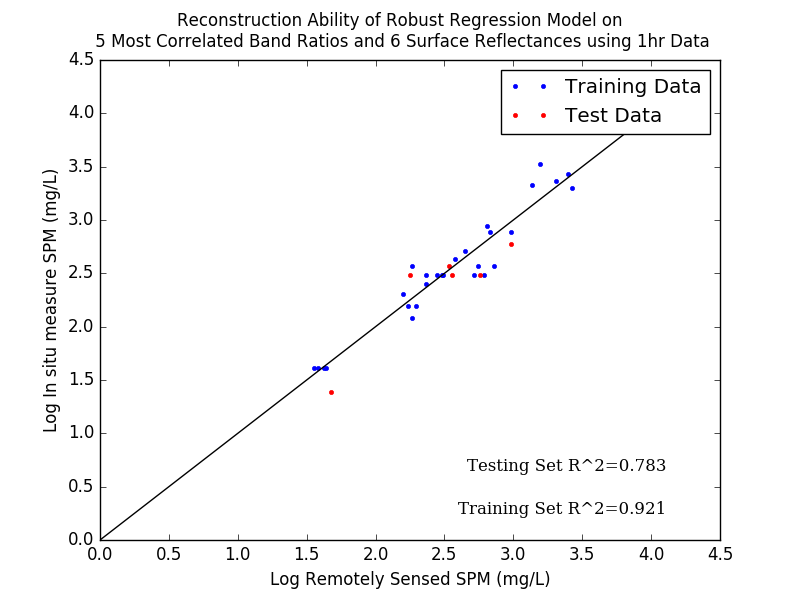 Reconstruction Ability of Robust Regression Model on
5 Most Correlated Band Ratios and 6 Surface Reflectances using 1hr Data
4.5
4.0
3.5
3.0
2.5
2.0
1.5
1.0
0.5
0.0
Log In situ measure SPM (mg/L)
Training Data
Test Data
Testing Set R^2=0.783
Training Set R^2=0.921
0.0 0.5 1.0 1.5 2.0 2.5 3.0 3.5 4.0 4.5
Log Remotely Sensed SPM (mg/L)